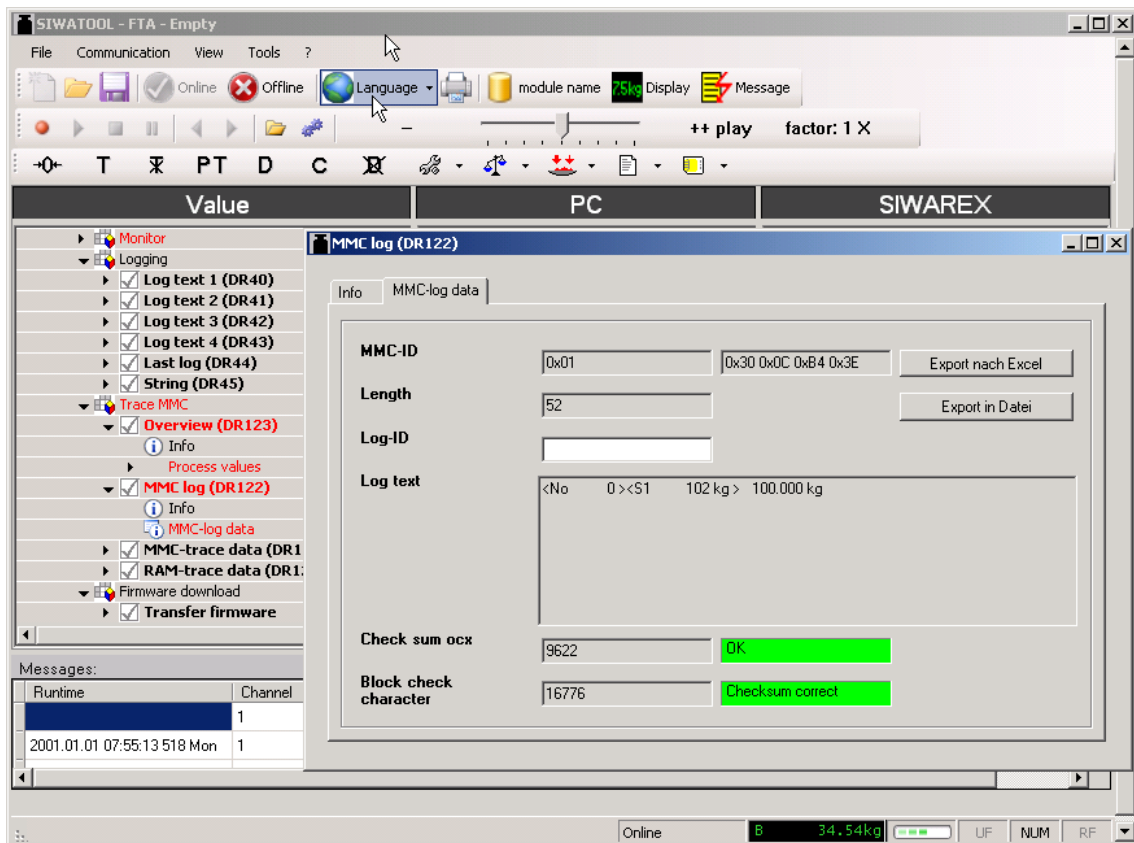 SIWATOOL - FTA - Empty
File Communication View Tools ?
Online Offline Language module name 7.5kg Display Message
– ++ play factor: 1 X
→0← T T PT D C
Value PC SIWAREX
Monitor
Logging
Log text 1 (DR40)
Log text 2 (DR41)
Log text 3 (DR42)
Log text 4 (DR43)
Last log (DR44)
String (DR45)
Trace MMC
Overview (DR123)
Info
Process values
MMC log (DR122)
Info
MMC-log data
MMC-trace data (DR1
RAM-trace data (DR12
Firmware download
Transfer firmware
MMC log (DR122)
Info MMC-log data
MMC-ID 0x01 0x30 0x0C 0xB4 0x3E Export nach Excel
Length 52 Export in Datei
Log-ID
Log text <No 0 ><S1 102 kg > 100.000 kg
Check sum ocx 9622 OK
Block check
character 16776 Checksum correct
Messages:
Runtime Channel
1
2001.01.01 07:55:13 518 Mon 1
Online B 34.54kg UF NUM RF